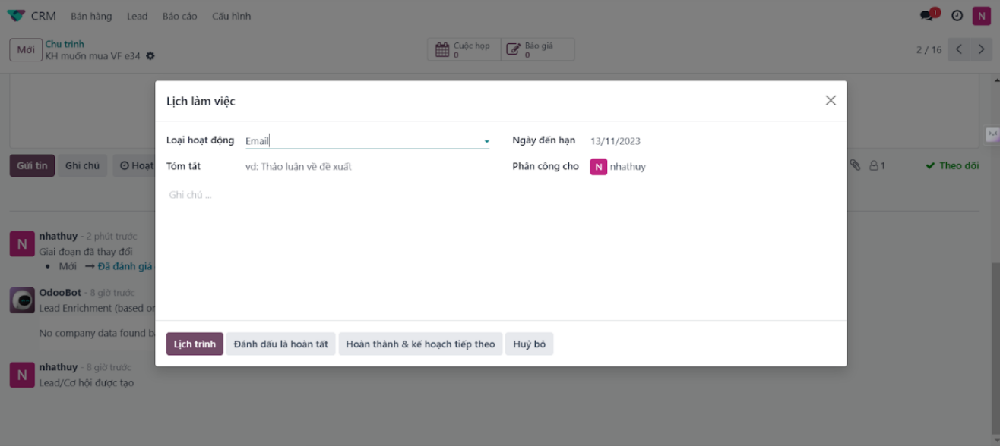 CRM Bán hàng Lead Báo cáo Cấu hình 1 N
Mới
Chu trình
KH muốn mua VF e34
Cuộc họp
0
Báo giá
0
2 / 16
Lịch làm việc
Loại hoạt động Email
Ngày đến hạn 13/11/2023
Tóm tắt vd: Thảo luận về đề xuất
Phân công cho N nhathuy
Ghi chú ...
Gửi tin Ghi chú Hoạt
1 Theo dõi
N nhathuy - 2 phút trước
Giai đoạn đã thay đổi
• Mới → Đã đánh giá
OdooBot - 8 giờ trước
Lead Enrichment (based or
No company data found b
Lịch trình Đánh dấu là hoàn tất Hoàn thành & kế hoạch tiếp theo Huỷ bỏ
N nhathuy - 8 giờ trước
Lead/Cơ hội được tạo